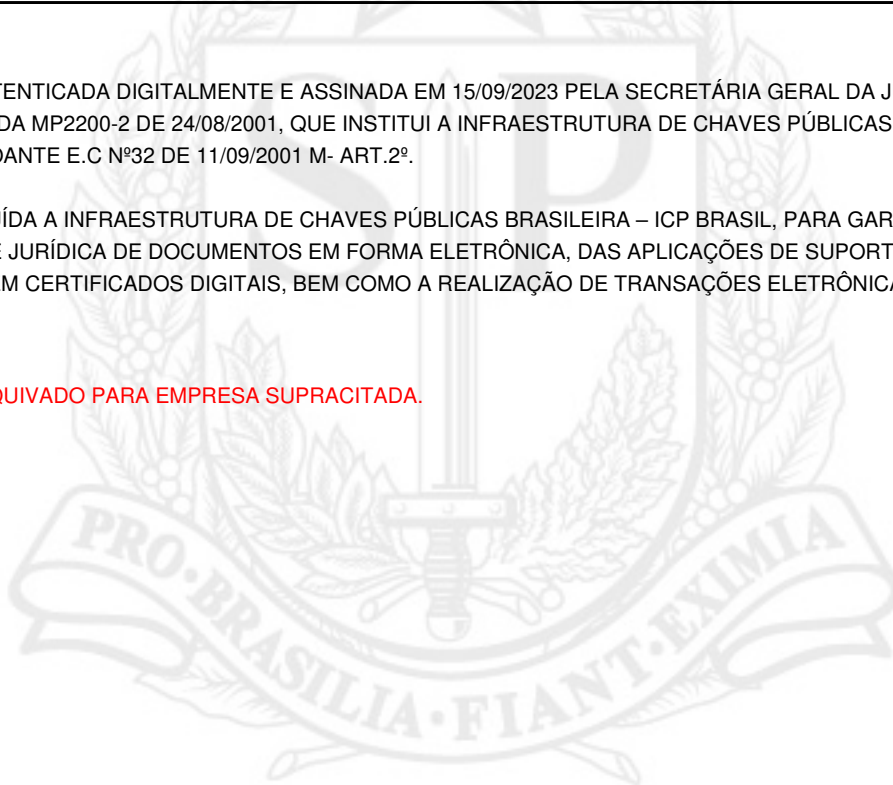 TENTICADA DIGITALMENTE E ASSINADA EM 15/09/2023 PELA SECRETÁRIA GERAL DA J
DA MP2200-2 DE 24/08/2001, QUE INSTITUI A INFRAESTRUTURA DE CHAVES PÚBLICAS
DANTE E.C Nº32 DE 11/09/2001 M- ART.2º.
ÍDA A INFRAESTRUTURA DE CHAVES PÚBLICAS BRASILEIRA – ICP BRASIL, PARA GAR
E JURÍDICA DE DOCUMENTOS EM FORMA ELETRÔNICA, DAS APLICAÇÕES DE SUPORT
EM CERTIFICADOS DIGITAIS, BEM COMO A REALIZAÇÃO DE TRANSAÇÕES ELETRÔNICA
QUIVADO PARA EMPRESA SUPRACITADA.
SP
PRO·BRASILIA·FIANT·EXIMIA